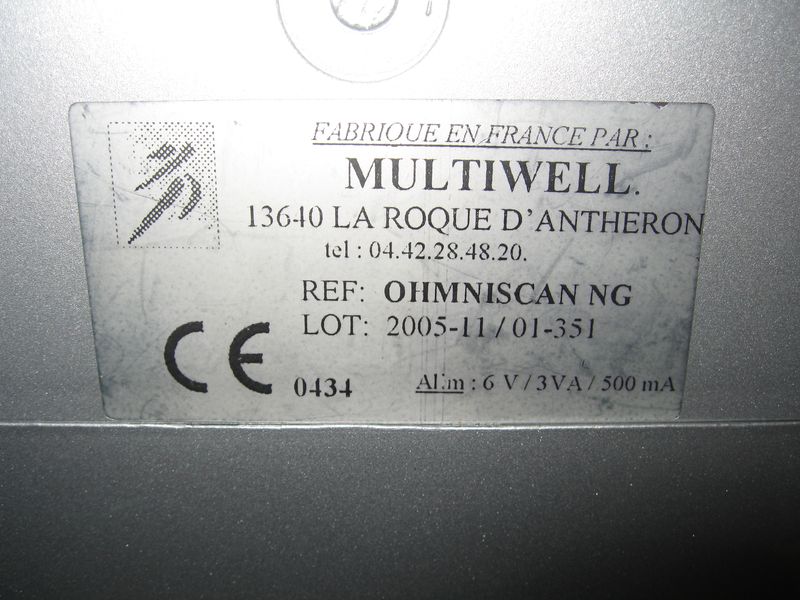 FABRIQUE EN FRANCE PAR :
MULTIWELL.
13640 LA ROQUE D'ANTHERON
tel : 04.42.28.48.20.
REF: OHMNISCAN NG
LOT: 2005-11 / 01-351
CE 0434
Alim : 6 V / 3VA / 500 mA